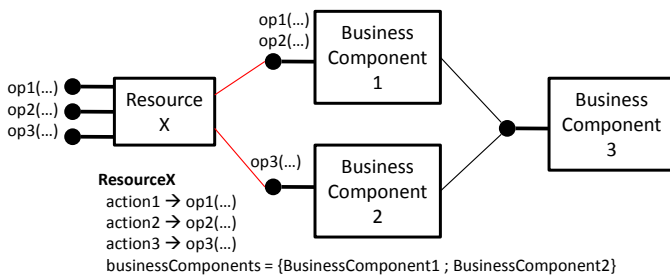 op1(...)
op2(...)
Business
Component
1
op1(...)
op2(...)
op3(...)
Resource
X
Business
Component
3
op3(...)
Business
Component
2
ResourceX
action1 → op1(...)
action2 → op2(...)
action3 → op3(...)
businessComponents = {BusinessComponent1 ; BusinessComponent2}